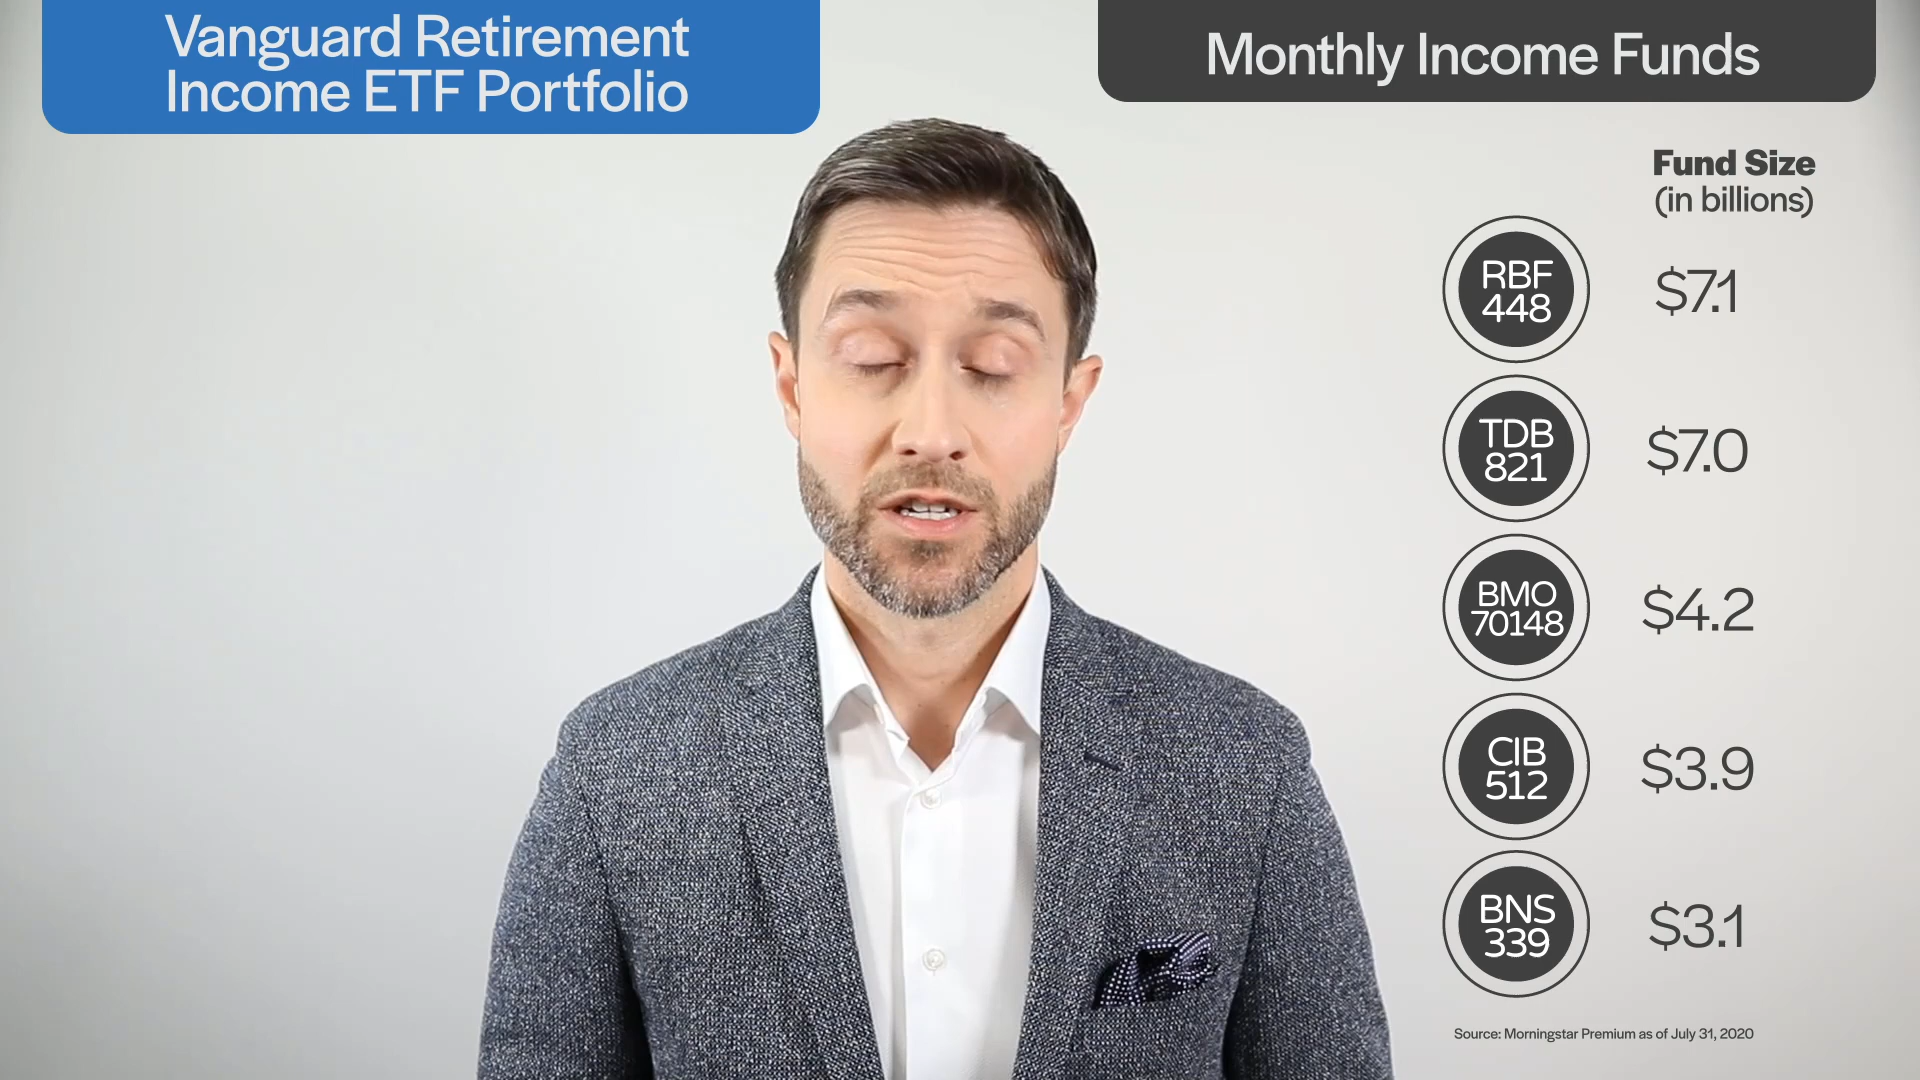 Vanguard Retirement
Income ETF Portfolio
Monthly Income Funds
Fund Size
(in billions)
RBF
448
$7.1
TDB
821
$7.0
BMO
70148
$4.2
CIB
512
$3.9
BNS
339
$3.1
Source: Morningstar Premium as of July 31, 2020